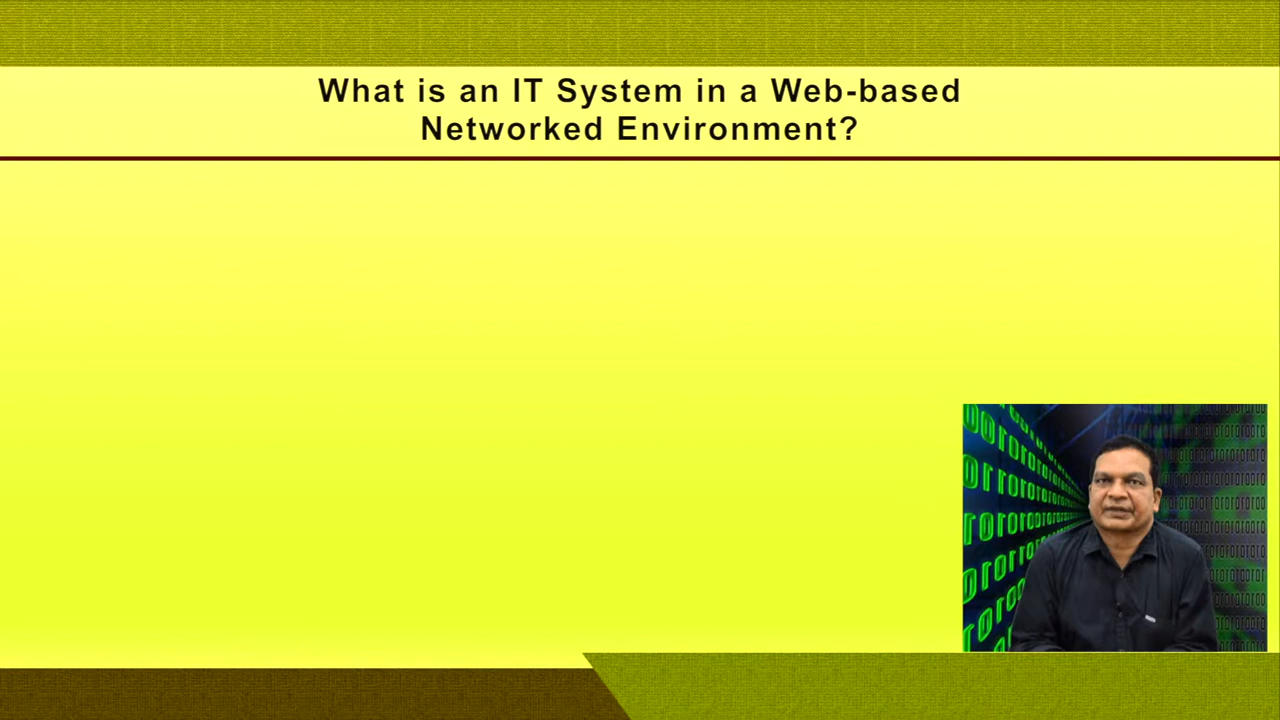 What is an IT System in a Web-based
Networked Environment?